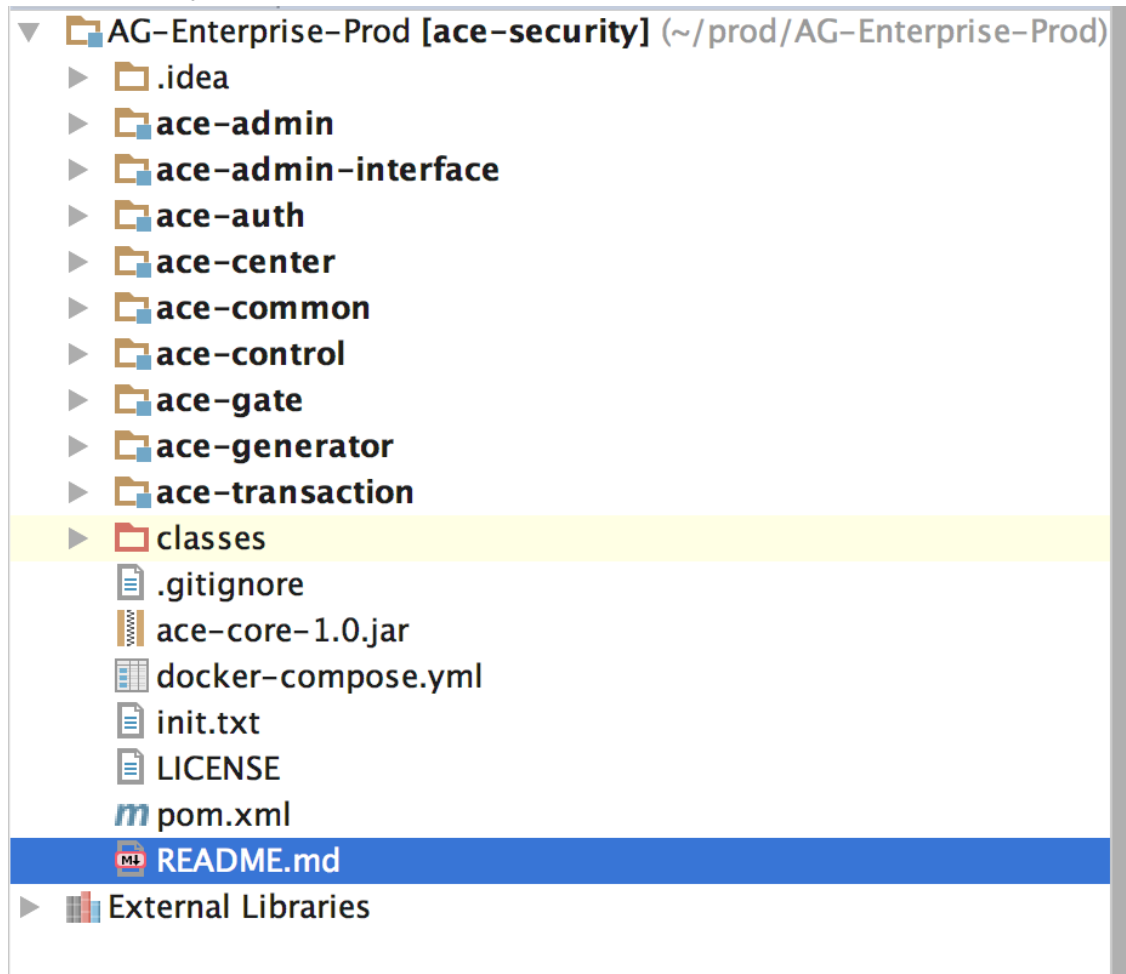 AG-Enterprise-Prod [ace-security] (~/prod/AG-Enterprise-Prod)
.idea
ace-admin
ace-admin-interface
ace-auth
ace-center
ace-common
ace-control
ace-gate
ace-generator
ace-transaction
classes
.gitignore
ace-core-1.0.jar
docker-compose.yml
init.txt
LICENSE
m pom.xml
M↓ README.md
External Libraries